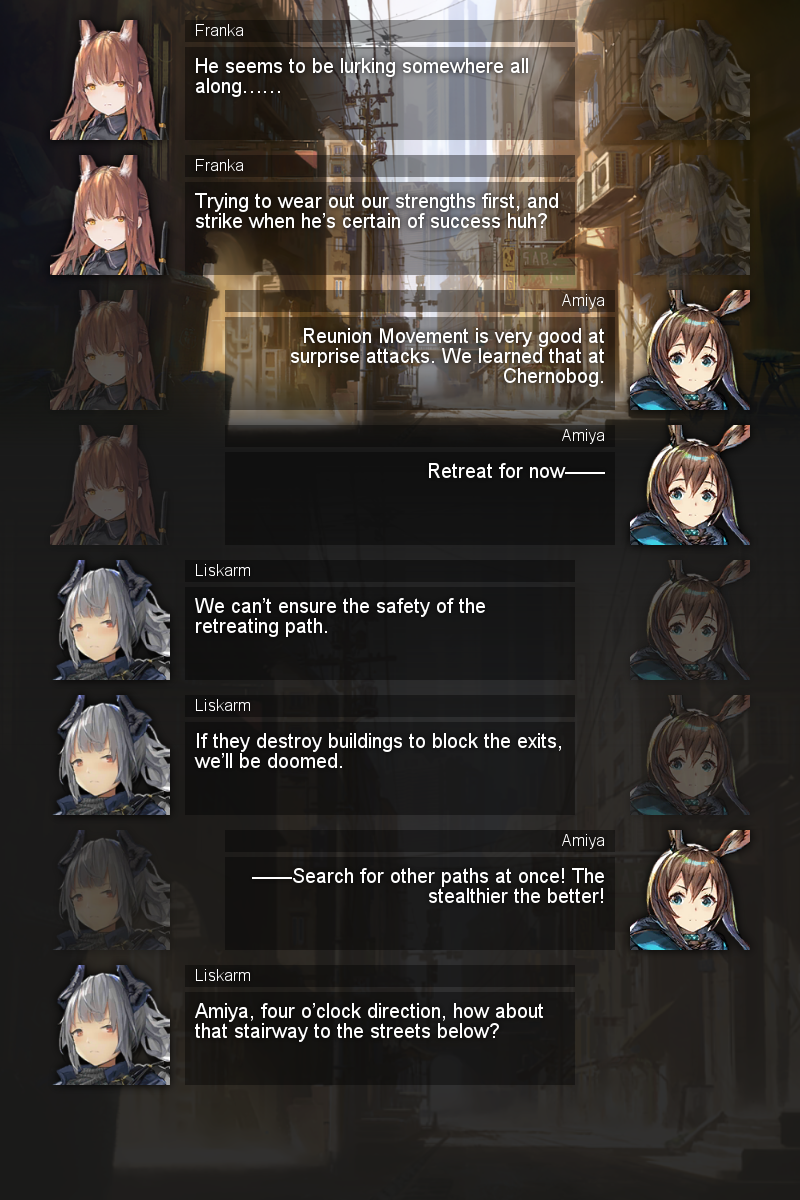 Franka
He seems to be lurking somewhere all
along……
Franka
Trying to wear out our strengths first, and
strike when he's certain of success huh?
Amiya
Reunion Movement is very good at
surprise attacks. We learned that at
Chernobog.
Amiya
Retreat for now——
Liskarm
We can't ensure the safety of the
retreating path.
Liskarm
If they destroy buildings to block the exits,
we'll be doomed.
Amiya
——Search for other paths at once! The
stealthier the better!
Liskarm
Amiya, four o'clock direction, how about
that stairway to the streets below?